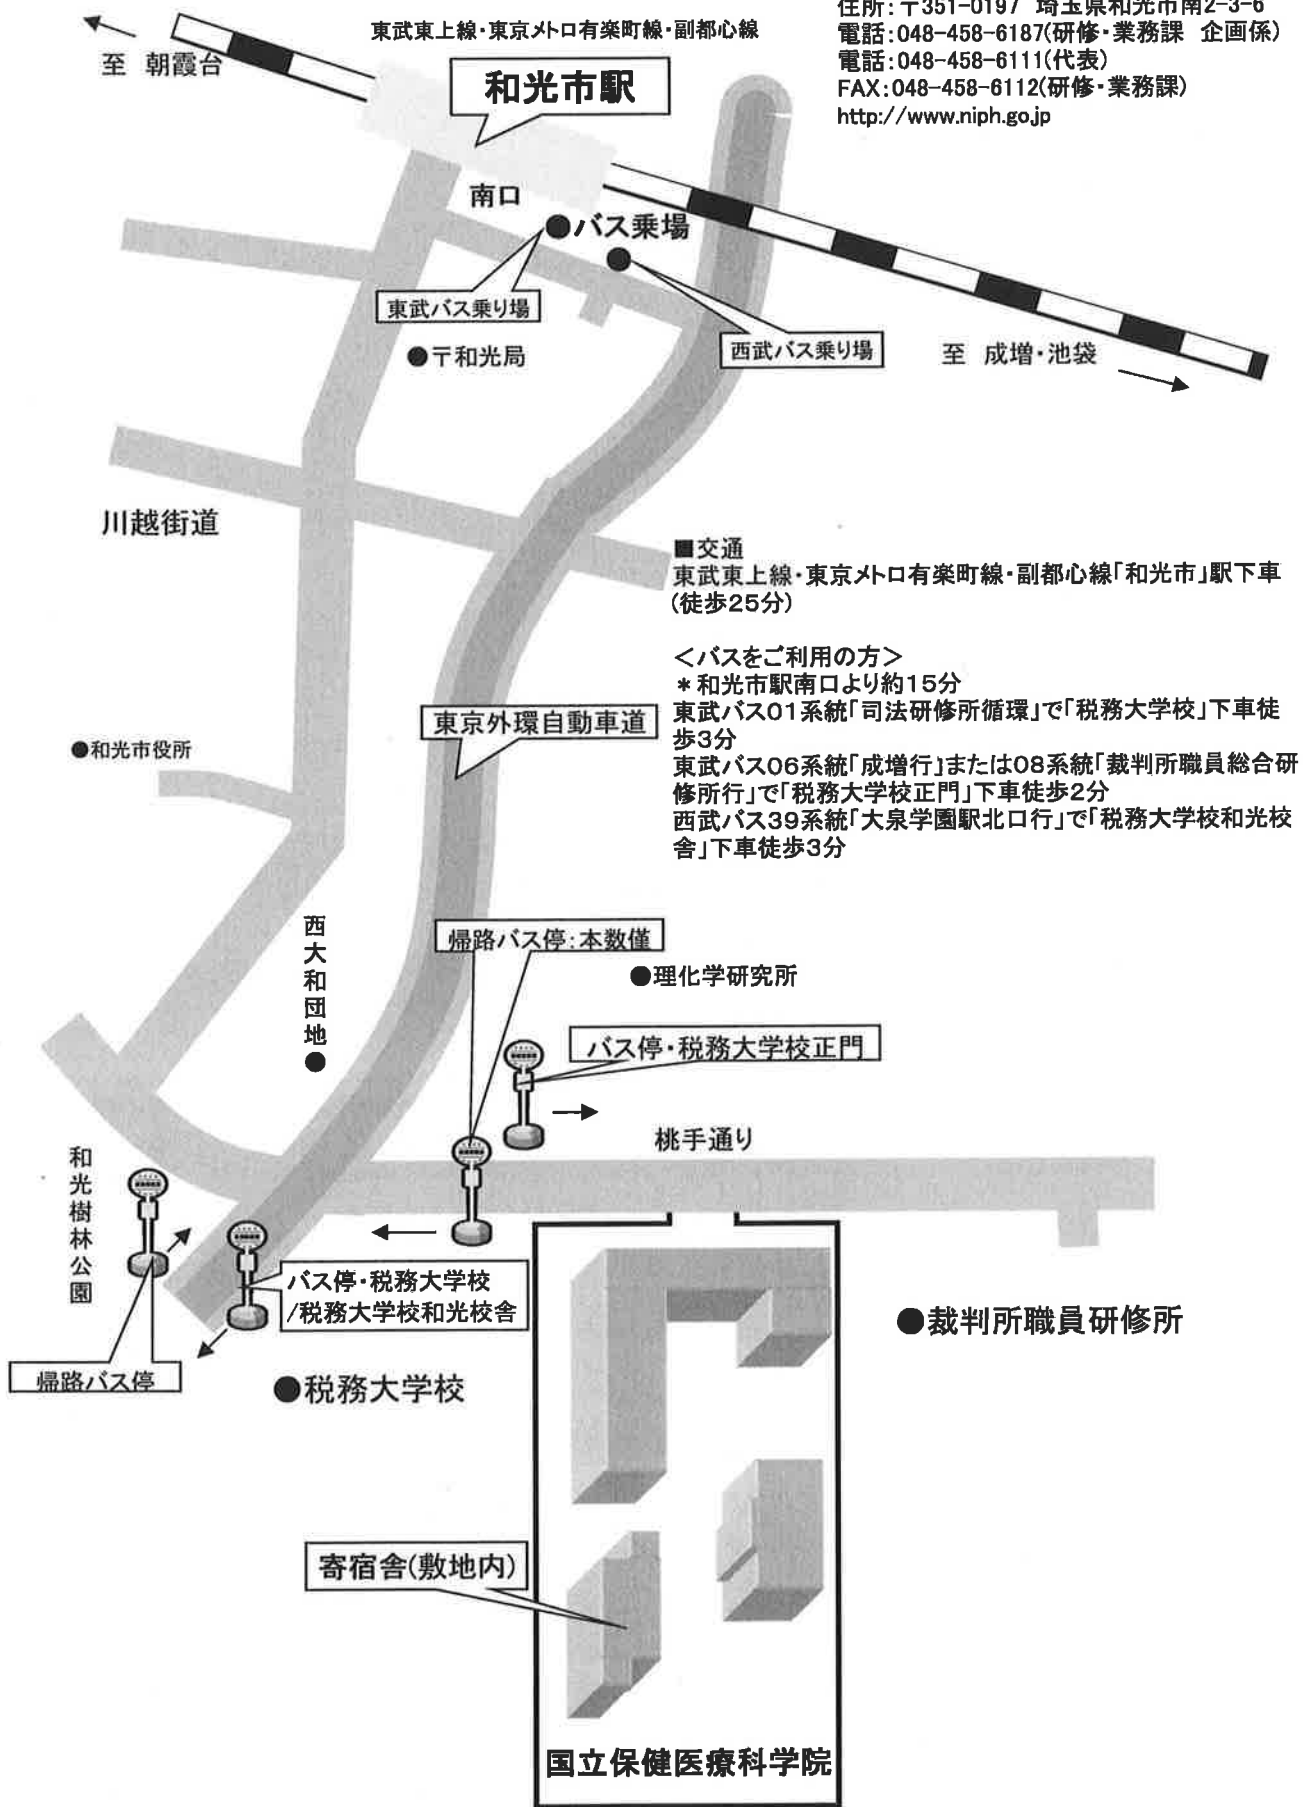 住所:〒351-0197 埼玉県和光市南2-3-6
東武東上線・東京メトロ有楽町線・副都心線
電話:048-458-6187(研修・業務課 企画係)
電話:048-458-6111(代表)
FAX:048-458-6112(研修・業務課)
http://www.niph.go.jp
至 朝霞台
和光市駅
南口
●バス乗場
東武バス乗り場
西武バス乗り場
●〒和光局
至 成増・池袋
川越街道
■交通
東武東上線・東京メトロ有楽町線・副都心線「和光市」駅下車
(徒歩25分)
<バスをご利用の方>
*和光市駅南口より約15分
東武バス01系統「司法研修所循環」で「税務大学校」下車徒
歩3分
東武バス06系統「成増行」または08系統「裁判所職員総合研
修所行」で「税務大学校正門」下車徒歩2分
西武バス39系統「大泉学園駅北口行」で「税務大学校和光校
舎」下車徒歩3分
東京外環自動車道
●和光市役所
西大和団地●
帰路バス停:本数僅
●理化学研究所
バス停・税務大学校正門
桃手通り
和光樹林公園
バス停・税務大学校
/税務大学校和光校舎
帰路バス停
●税務大学校
●裁判所職員研修所
寄宿舎(敷地内)
国立保健医療科学院